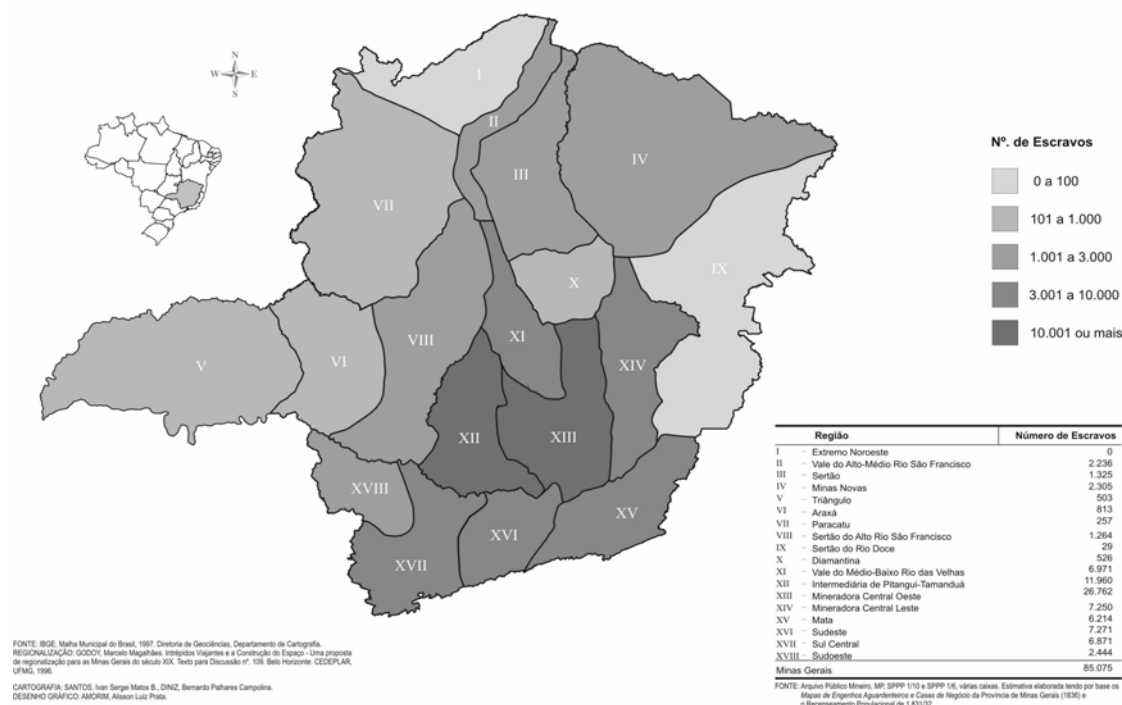 N
W E
S
I
II
III
IV
VII
IX
X
V
VI
VIII
XI
XIV
XII
XIII
XVIII
XV
XVI
XVII
Nº. de Escravos
0 a 100
101 a 1.000
1.001 a 3.000
3.001 a 10.000
10.001 ou mais
Região Número de Escravos
I – Extremo Noroeste 0
II – Vale do Alto-Médio Rio São Francisco 2.236
III – Sertão 1.325
IV – Minas Novas 2.305
V – Triângulo 503
VI – Araxá 813
VII – Paracatu 257
VIII – Sertão do Alto Rio São Francisco 1.264
IX – Sertão do Rio Doce 29
X – Diamantina 526
XI – Vale do Médio-Baixo Rio das Velhas 6.971
XII – Intermediária de Pitangui-Tamanduá 11.960
XIII – Mineradora Central Oeste 26.762
XIV – Mineradora Central Leste 7.250
XV – Mata 6.214
XVI – Sudeste 7.271
XVII – Sul Central 6.871
XVIII – Sudoeste 2.444
Minas Gerais 85.075
FONTE: Arquivo Público Mineiro, MP, SPPP 1/10 e SPPP 1/6, várias caixas. Estimativa elaborada tendo por base os
Mapas de Engenhos Aguardenteiros e Casas de Negócio da Província de Minas Gerais (1836) e
o Recenseamento Populacional de 1.831/32
FONTE: IBGE, Malha Municipal do Brasil, 1997. Diretoria de Geociências, Departamento de Cartografia.
REGIONALIZAÇÃO: GODOY, Marcelo Magalhães. Intrépidos Viajantes e a Construção do Espaço - Uma proposta
de regionalização para as Minas Gerais do século XIX. Texto para Discussão nº. 109. Belo Horizonte: CEDEPLAR,
UFMG, 1996.
CARTOGRAFIA: SANTOS, Ivan Sergei Matos B., DINIZ, Bernardo Palhares Campolina.
DESENHO GRÁFICO: AMORIM, Alisson Luiz Prata.